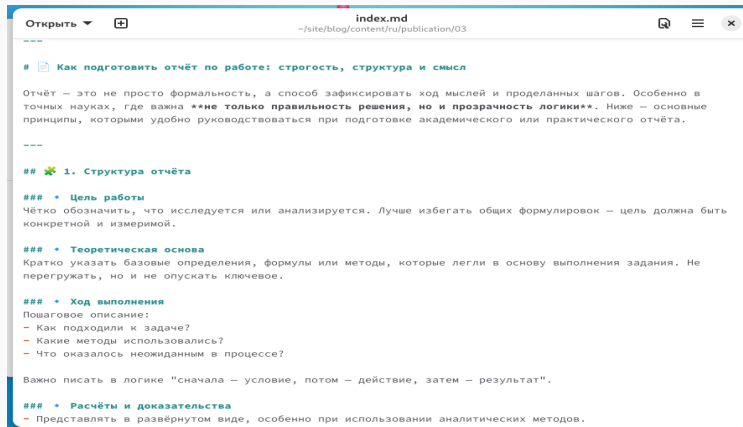 Открыть
index.md
~/site/blog/content/ru/publication/03
---
# 📄 Как подготовить отчёт по работе: строгость, структура и смысл
Отчёт — это не просто формальность, а способ зафиксировать ход мыслей и проделанных шагов. Особенно в
точных науках, где важна **не только правильность решения, но и прозрачность логики**. Ниже — основные
принципы, которыми удобно руководствоваться при подготовке академического или практического отчёта.
---
## 🧩 1. Структура отчёта
### 🔹 Цель работы
Чётко обозначить, что исследуется или анализируется. Лучше избегать общих формулировок — цель должна быть
конкретной и измеримой.
### 🔹 Теоретическая основа
Кратко указать базовые определения, формулы или методы, которые легли в основу выполнения задания. Не
перегружать, но и не опускать ключевое.
### 🔹 Ход выполнения
Пошаговое описание:
- Как подходили к задаче?
- Какие методы использовались?
- Что оказалось неожиданным в процессе?
Важно писать в логике "сначала — условие, потом — действие, затем — результат".
### 🔹 Расчёты и доказательства
- Представлять в развёрнутом виде, особенно при использовании аналитических методов.